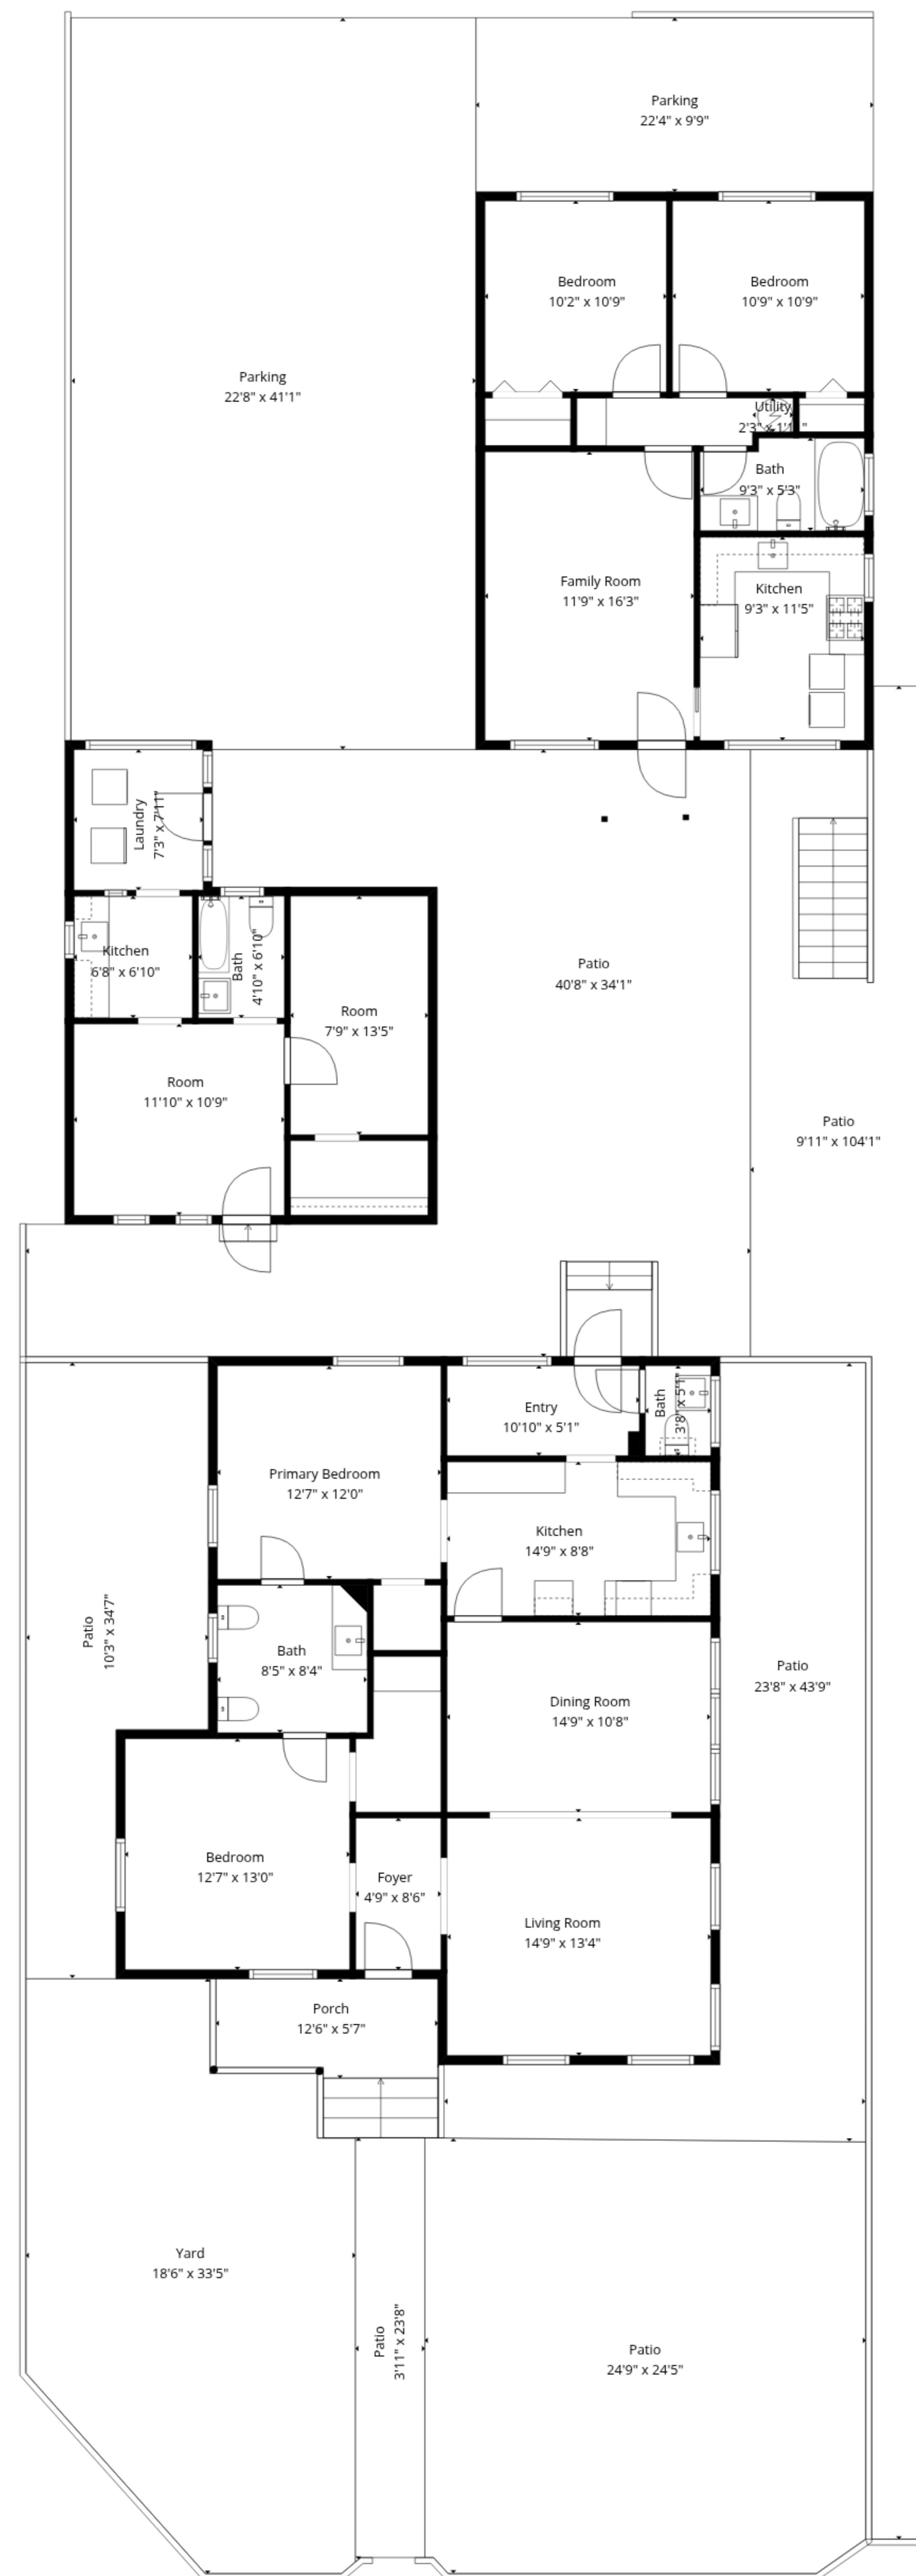 Parking
22'4" x 9'9"
Bedroom
10'2" x 10'9"
Bedroom
10'9" x 10'9"
Parking
22'8" x 41'1"
Utility
Bath
9'3" x 5'3"
Family Room
11'9" x 16'3"
Kitchen
9'3" x 11'5"
Laundry
7'3" x 7'11"
Kitchen
6'8" x 6'10"
Bath
4'10" x 6'10"
Room
7'9" x 13'5"
Patio
40'8" x 34'1"
Room
11'10" x 10'9"
Patio
9'11" x 104'1"
Entry
10'10" x 5'1"
Bath
3'8" x 5'1"
Primary Bedroom
12'7" x 12'0"
Kitchen
14'9" x 8'8"
Patio
10'3" x 34'7"
Bath
8'5" x 8'4"
Patio
23'8" x 43'9"
Dining Room
14'9" x 10'8"
Bedroom
12'7" x 13'0"
Foyer
4'9" x 8'6"
Living Room
14'9" x 13'4"
Porch
12'6" x 5'7"
Yard
18'6" x 33'5"
Patio
3'11" x 23'8"
Patio
24'9" x 24'5"